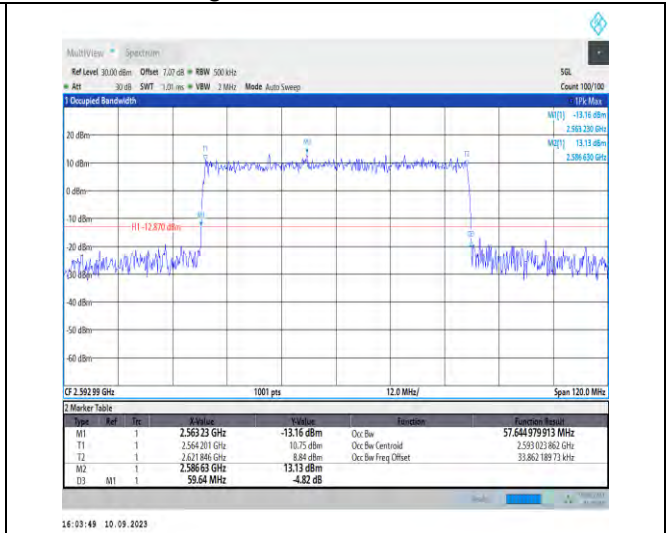 MultiView Spectrum
Ref Level 30.00 dBm Offset 7.07 dB RBW 500 kHz SGL
Att 30 dB SWT 1.01 ms VBW 2 MHz Mode Auto Sweep Count 100/100
1 Occupied Bandwidth 1Pk Max
M1[1] -13.16 dBm
2.563 230 GHz
M2[1] 13.13 dBm
2.586 630 GHz
20 dBm
T1 M2 T2
10 dBm
0 dBm
-10 dBm
M1
H1 -12.870 dBm
-20 dBm
D3
-30 dBm
-40 dBm
-50 dBm
-60 dBm
CF 2.592 99 GHz 1001 pts 12.0 MHz/ Span 120.0 MHz
2 Marker Table
Type Ref Trc X-Value Y-Value Function Function Result
M1 1 2.563 23 GHz -13.16 dBm Occ Bw 57.644 979 913 MHz
T1 1 2.564 201 GHz 10.75 dBm Occ Bw Centroid 2.593 023 862 GHz
T2 1 2.621 846 GHz 8.84 dBm Occ Bw Freq Offset 33.862 189 73 kHz
M2 1 2.586 63 GHz 13.13 dBm
D3 M1 1 59.64 MHz -4.82 dB
16:03:49 10.09.2023